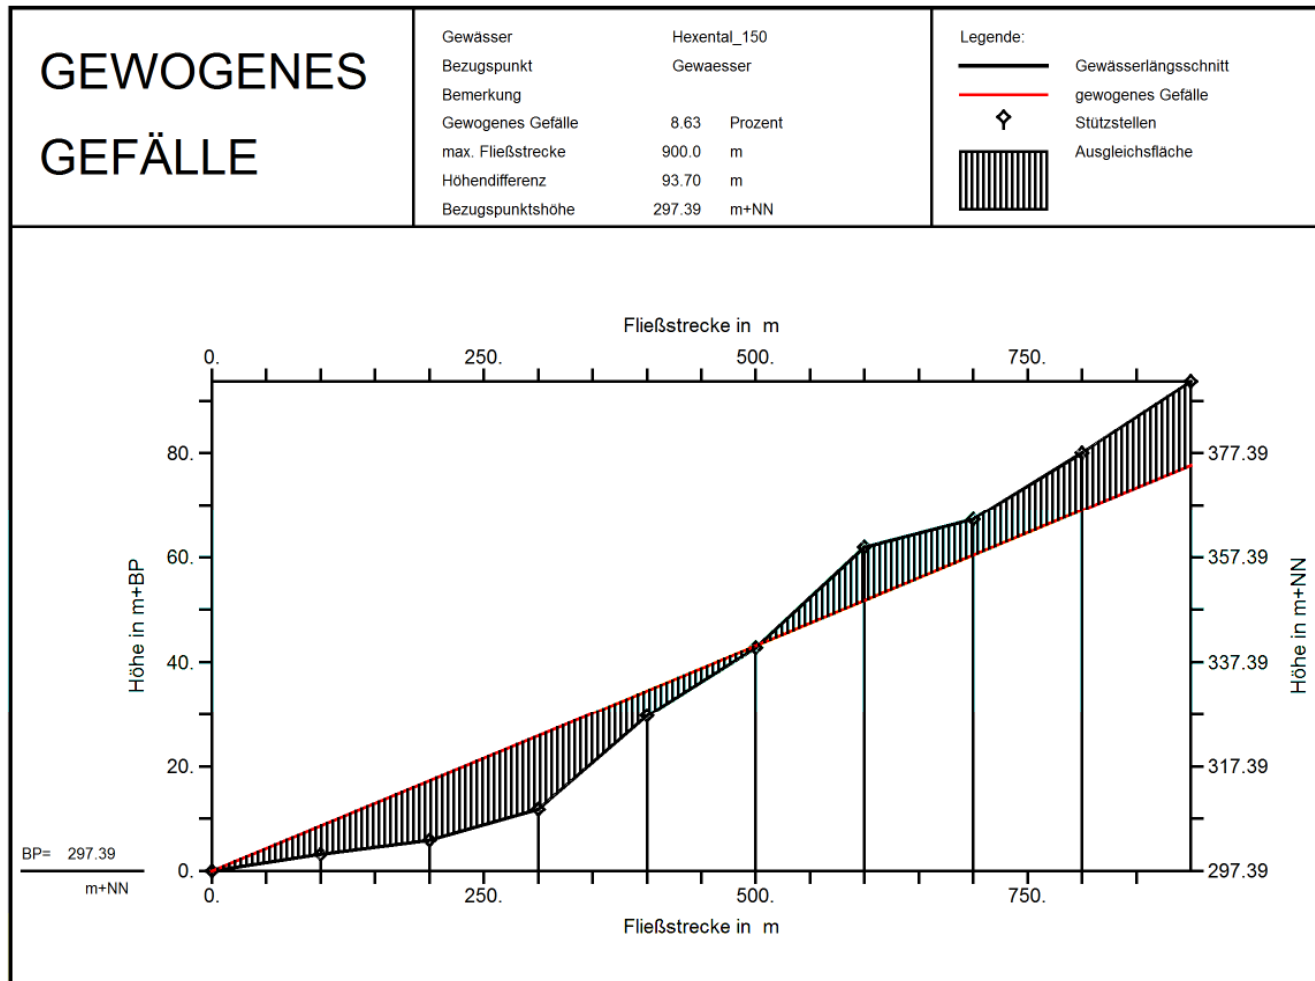 GEWOGENES
GEFÄLLE
Gewässer Hexental_150
Bezugspunkt Gewaesser
Bemerkung
Gewogenes Gefälle 8.63 Prozent
max. Fließstrecke 900.0 m
Höhendifferenz 93.70 m
Bezugspunktshöhe 297.39 m+NN
Legende:
Gewässerlängsschnitt
gewogenes Gefälle
Stützstellen
Ausgleichsfläche
Fließstrecke in m
0. 250. 500. 750.
Höhe in m+BP
80.
60.
40.
20.
0.
BP= 297.39
m+NN
377.39
357.39
337.39
317.39
297.39
Höhe in m+NN
0. 250. 500. 750.
Fließstrecke in m